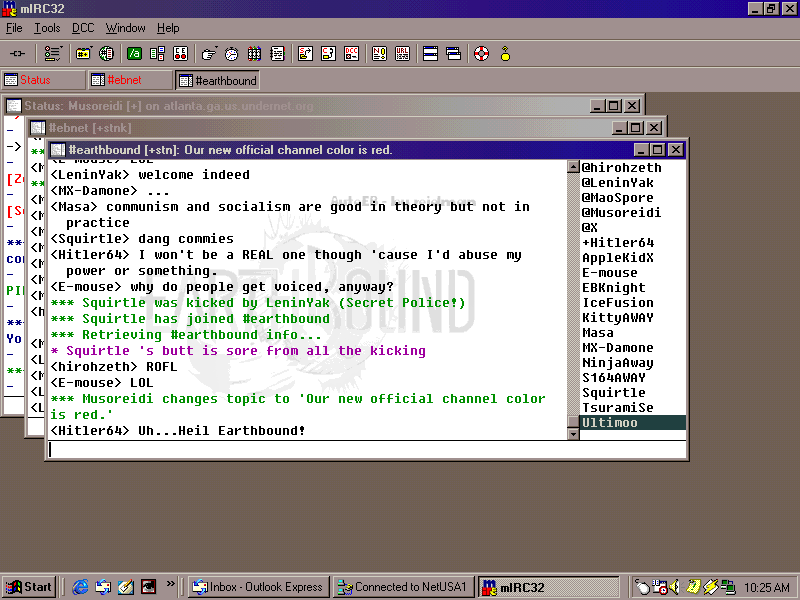 mIRC32
File Tools DCC Window Help
Status #ebnet #earthbound
Status: Musoreidi [+] on atlanta.ga.us.undernet.org
#ebnet [+stnk]
#earthbound [+stn]: Our new official channel color is red.
<E-mouse> LOL
<LeninYak> welcome indeed
<MX-Damone> ...
<Masa> communism and socialism are good in theory but not in
practice
<Squirtle> dang commies
<Hitler64> I won't be a REAL one though 'cause I'd abuse my
power or something.
<E-mouse> why do people get voiced, anyway?
*** Squirtle was kicked by LeninYak (Secret Police!)
*** Squirtle has joined #earthbound
*** Retrieving #earthbound info...
* Squirtle 's butt is sore from all the kicking
<hirohzeth> ROFL
<E-mouse> LOL
*** Musoreidi changes topic to 'Our new official channel color
is red.'
<Hitler64> Uh...Heil Earthbound!
EARTHBOUND
@hirohzeth
@LeninYak
@MaoSpore
@Musoreidi
@X
+Hitler64
AppleKidX
E-mouse
EBKnight
IceFusion
KittyAWAY
Masa
MX-Damone
NinjaAway
S164AWAY
Squirtle
TsuramiSe
Ultimoo
Start Inbox - Outlook Express Connected to NetUSA1 mIRC32 10:25 AM